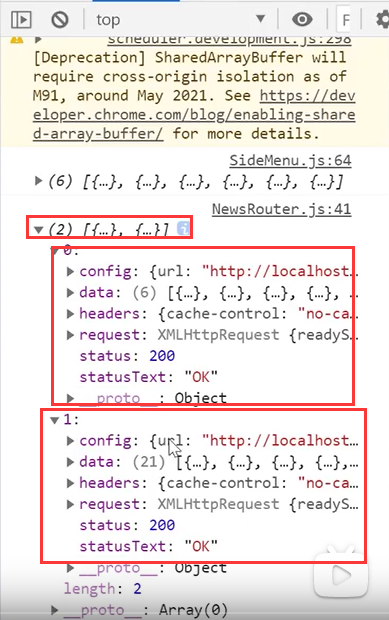 top
F
scheduler.development.js:298
[Deprecation] SharedArrayBuffer will
require cross-origin isolation as of
M91, around May 2021. See https://dev
eloper.chrome.com/blog/enabling-share
d-array-buffer/ for more details.
SideMenu.js:64
(6) [{…}, {…}, {…}, {…}, {…}, {…}]
NewsRouter.js:41
(2) [{…}, {…}] i
0:
config: {url: "http://localhost…
data: (6) [{…}, {…}, {…}, {…}, …
headers: {cache-control: "no-ca…
request: XMLHttpRequest {readyS…
status: 200
statusText: "OK"
__proto__: Object
1:
config: {url: "http://localhost…
data: (21) [{…}, {…}, {…}, {…},…
headers: {cache-control: "no-ca…
request: XMLHttpRequest {readyS…
status: 200
statusText: "OK"
__proto__: Object
length: 2
__proto__: Array(0)